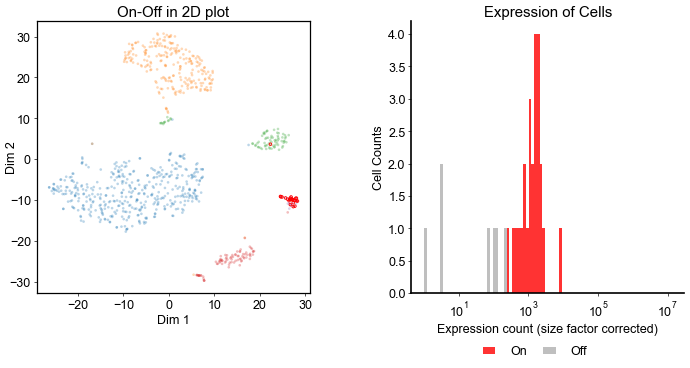 On-Off in 2D plot
Expression of Cells
30
20
10
0
−10
−20
−30
Dim 2
−20 −10 0 10 20 30
Dim 1
4.0
3.5
3.0
2.5
2.0
1.5
1.0
0.5
0.0
Cell Counts
10^1 10^3 10^5 10^7
Expression count (size factor corrected)
On Off